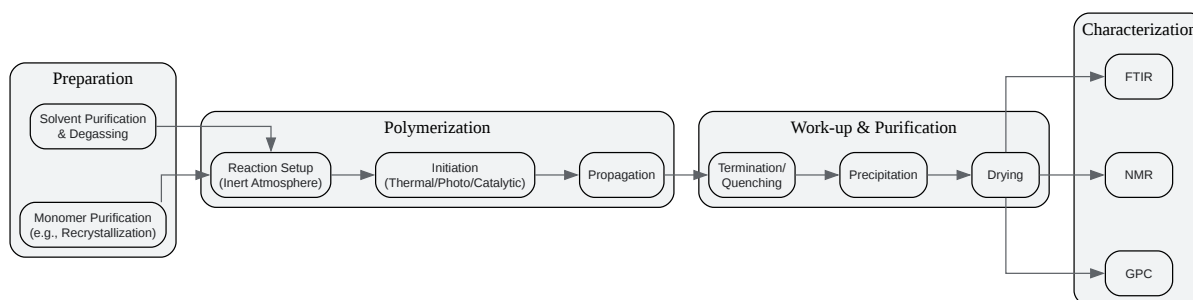 Preparation
Solvent Purification
& Degassing
Monomer Purification
(e.g., Recrystallization)
Polymerization
Reaction Setup
(Inert Atmosphere)
Initiation
(Thermal/Photo/Catalytic)
Propagation
Work-up & Purification
Termination/
Quenching
Precipitation
Drying
Characterization
FTIR
NMR
GPC